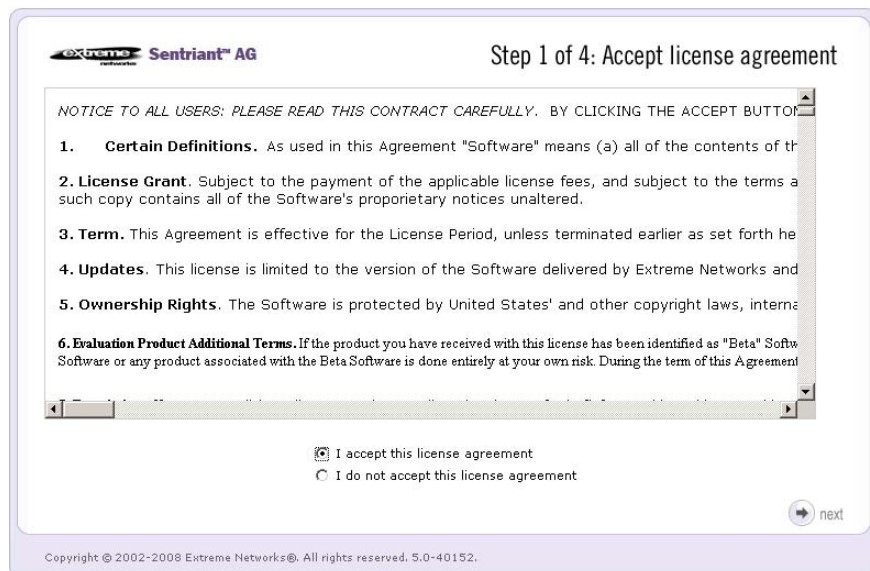 extreme networks Sentriant™ AG
Step 1 of 4: Accept license agreement
NOTICE TO ALL USERS: PLEASE READ THIS CONTRACT CAREFULLY. BY CLICKING THE ACCEPT BUTTON
1. Certain Definitions. As used in this Agreement "Software" means (a) all of the contents of th
2. License Grant. Subject to the payment of the applicable license fees, and subject to the terms a
such copy contains all of the Software's proporietary notices unaltered.
3. Term. This Agreement is effective for the License Period, unless terminated earlier as set forth he
4. Updates. This license is limited to the version of the Software delivered by Extreme Networks and
5. Ownership Rights. The Software is protected by United States' and other copyright laws, interna
6. Evaluation Product Additional Terms. If the product you have received with this license has been identified as "Beta" Softw
Software or any product associated with the Beta Software is done entirely at your own risk. During the term of this Agreement
I accept this license agreement
I do not accept this license agreement
next
Copyright © 2002-2008 Extreme Networks®. All rights reserved. 5.0-40152.